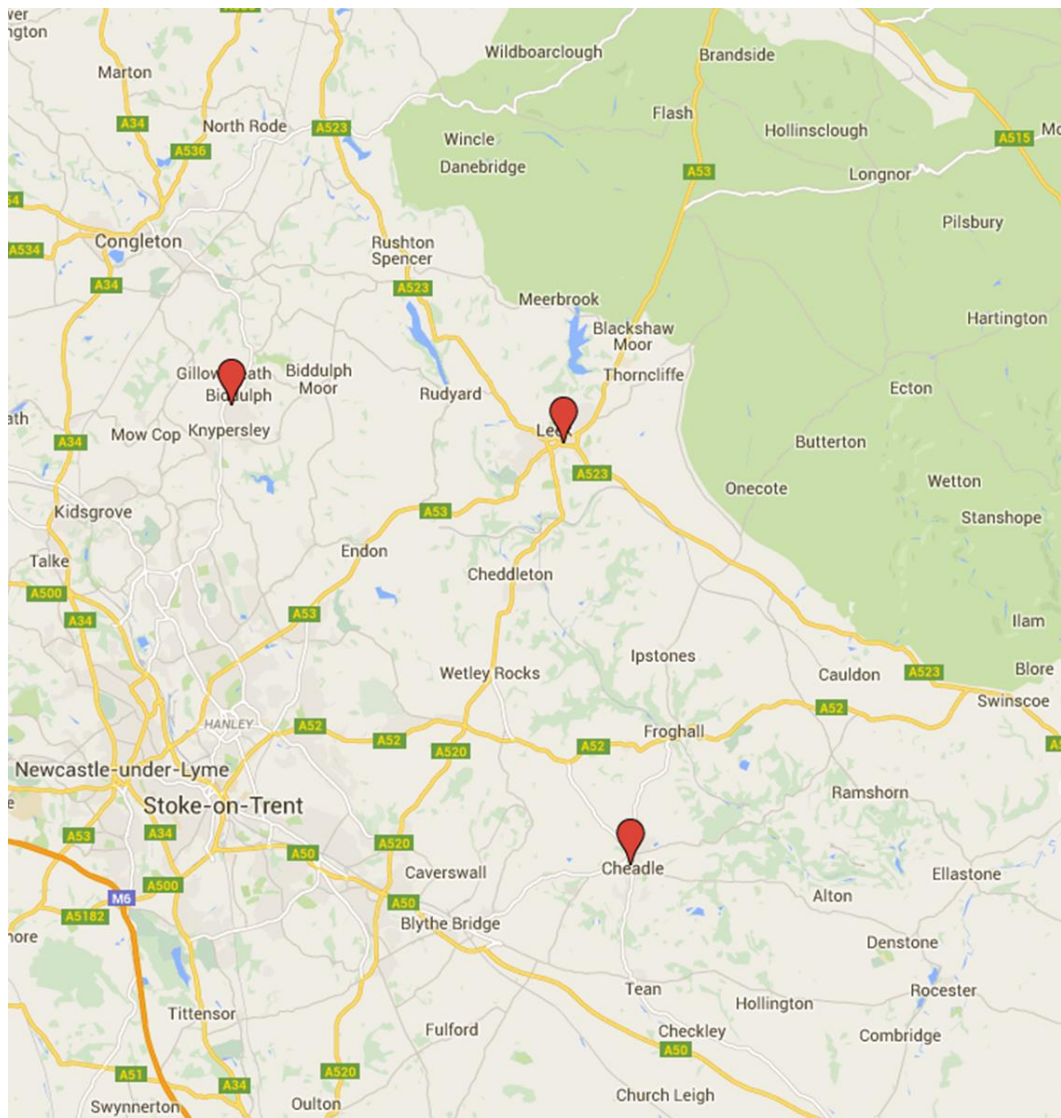 Wildboarclough
Brandside
Marton
Flash
A34
North Rode
A523
Hollinsclough
A515
A536
Wincle
Danebridge
A53
Longnor
Pilsbury
Congleton
A534
Rushton
Spencer
A34
A523
Meerbrook
Hartington
Blackshaw
Moor
Gillow Heath
Biddulph
Biddulph
Moor
Thorncliffe
Rudyard
Ecton
Mow Cop
Knypersley
Leek
A34
Butterton
A523
Wetton
Onecote
Kidsgrove
A53
Stanshope
Talke
Endon
Cheddleton
A500
A34
A53
Ilam
Ipstones
Wetley Rocks
Cauldon
A523
Blore
Swinscoe
HANLEY
A52
A52
A520
A52
Froghall
A52
Newcastle-under-Lyme
Stoke-on-Trent
Ramshorn
A53
A34
A50
A520
Caverswall
Cheadle
Ellastone
A500
M6
A5182
A50
Alton
Blythe Bridge
Denstone
Tean
Rocester
Tittensor
Hollington
Fulford
Checkley
Combridge
A50
A51
A34
A520
Church Leigh
Swynnerton
Oulton